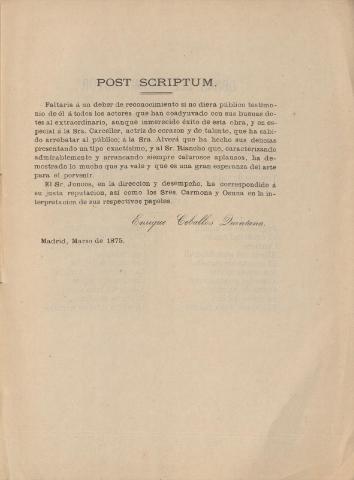 POST SCRIPTUM.
Faltaria á un deber de reconocimiento si no diera público testimo-
nio de él á todos los actores que han coadyuvado con sus buenas do-
tes al extraordinario, aunque inmerecido éxito de esta obra, y en es-
pecial á la Sra. Carceller, actriz de corazon y de talento, que ha sabi-
do arrebatar al público; á la Sra. Alverá que ha hecho sus delicias
presentando un tipo exactísimo, y al Sr. Riancho que, caracterizando
admirablemente y arrancando siempre calurosos aplausos, ha de-
mostrado lo mucho que ya vale y que es una gran esperanza del arte
para el porvenir.
El Sr. Joncos, en la direccion y desempeño, ha correspondido á
su justa reputacion, así como los Sres. Carmona y Osuna en la in-
terpretacion de sus respectivos papeles.
Enrique Ceballos Quintana.
Madrid, Marzo de 1875.